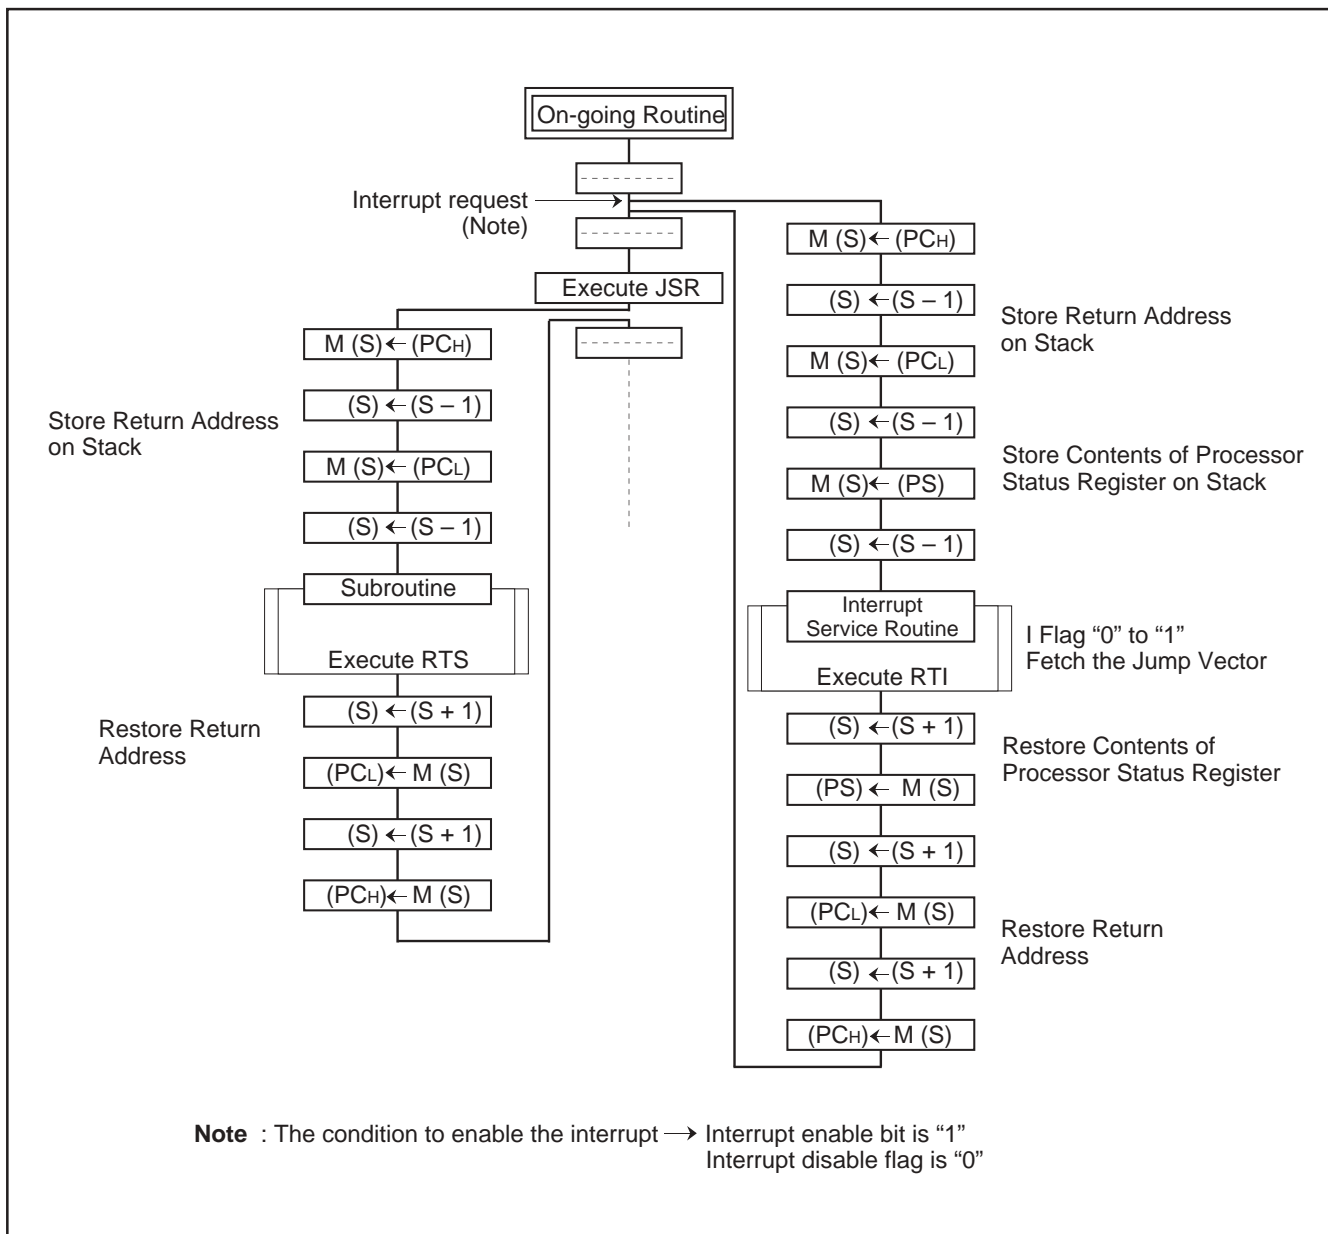 On-going Routine
Interrupt request
(Note)
Execute JSR
M (S) ← (PCH)
(S) ← (S – 1)
M (S) ← (PCL)
(S) ← (S – 1)
Store Return Address
on Stack
Subroutine
Execute RTS
(S) ← (S + 1)
(PCL) ← M (S)
(S) ← (S + 1)
(PCH) ← M (S)
Restore Return
Address
M (S) ← (PCH)
(S) ← (S – 1)
M (S) ← (PCL)
(S) ← (S – 1)
M (S) ← (PS)
(S) ← (S – 1)
Store Return Address
on Stack
Store Contents of Processor
Status Register on Stack
Interrupt
Service Routine
Execute RTI
I Flag “0” to “1”
Fetch the Jump Vector
(S) ← (S + 1)
(PS) ← M (S)
(S) ← (S + 1)
(PCL) ← M (S)
(S) ← (S + 1)
(PCH) ← M (S)
Restore Contents of
Processor Status Register
Restore Return
Address
Note : The condition to enable the interrupt → Interrupt enable bit is “1”
Interrupt disable flag is “0”